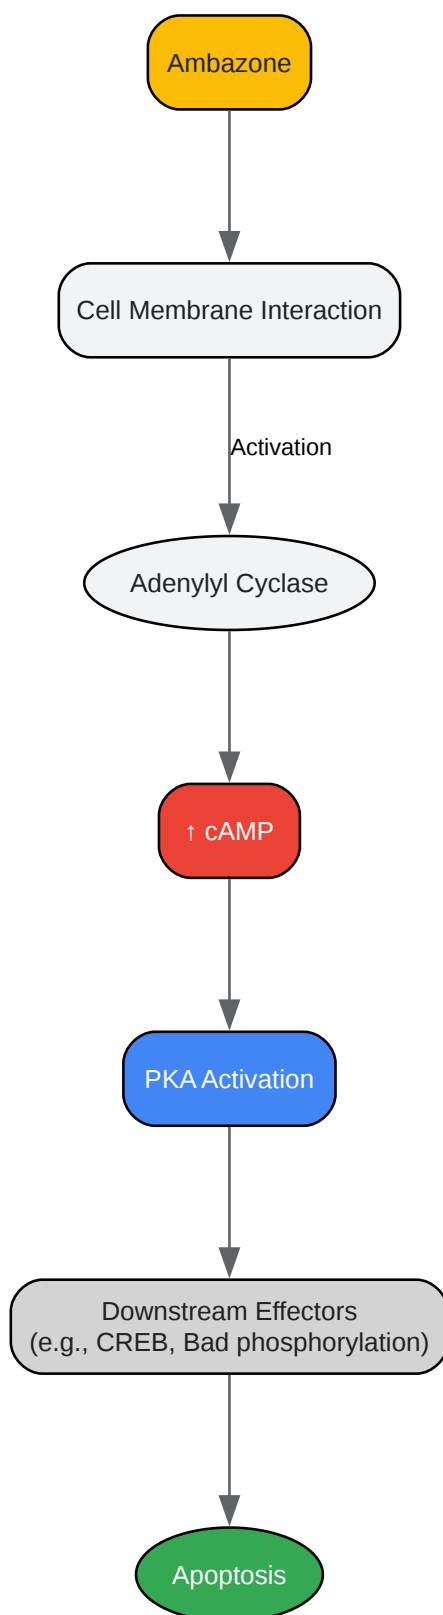 Ambazone
Cell Membrane Interaction
Activation
Adenylyl Cyclase
↑ cAMP
PKA Activation
Downstream Effectors
(e.g., CREB, Bad phosphorylation)
Apoptosis